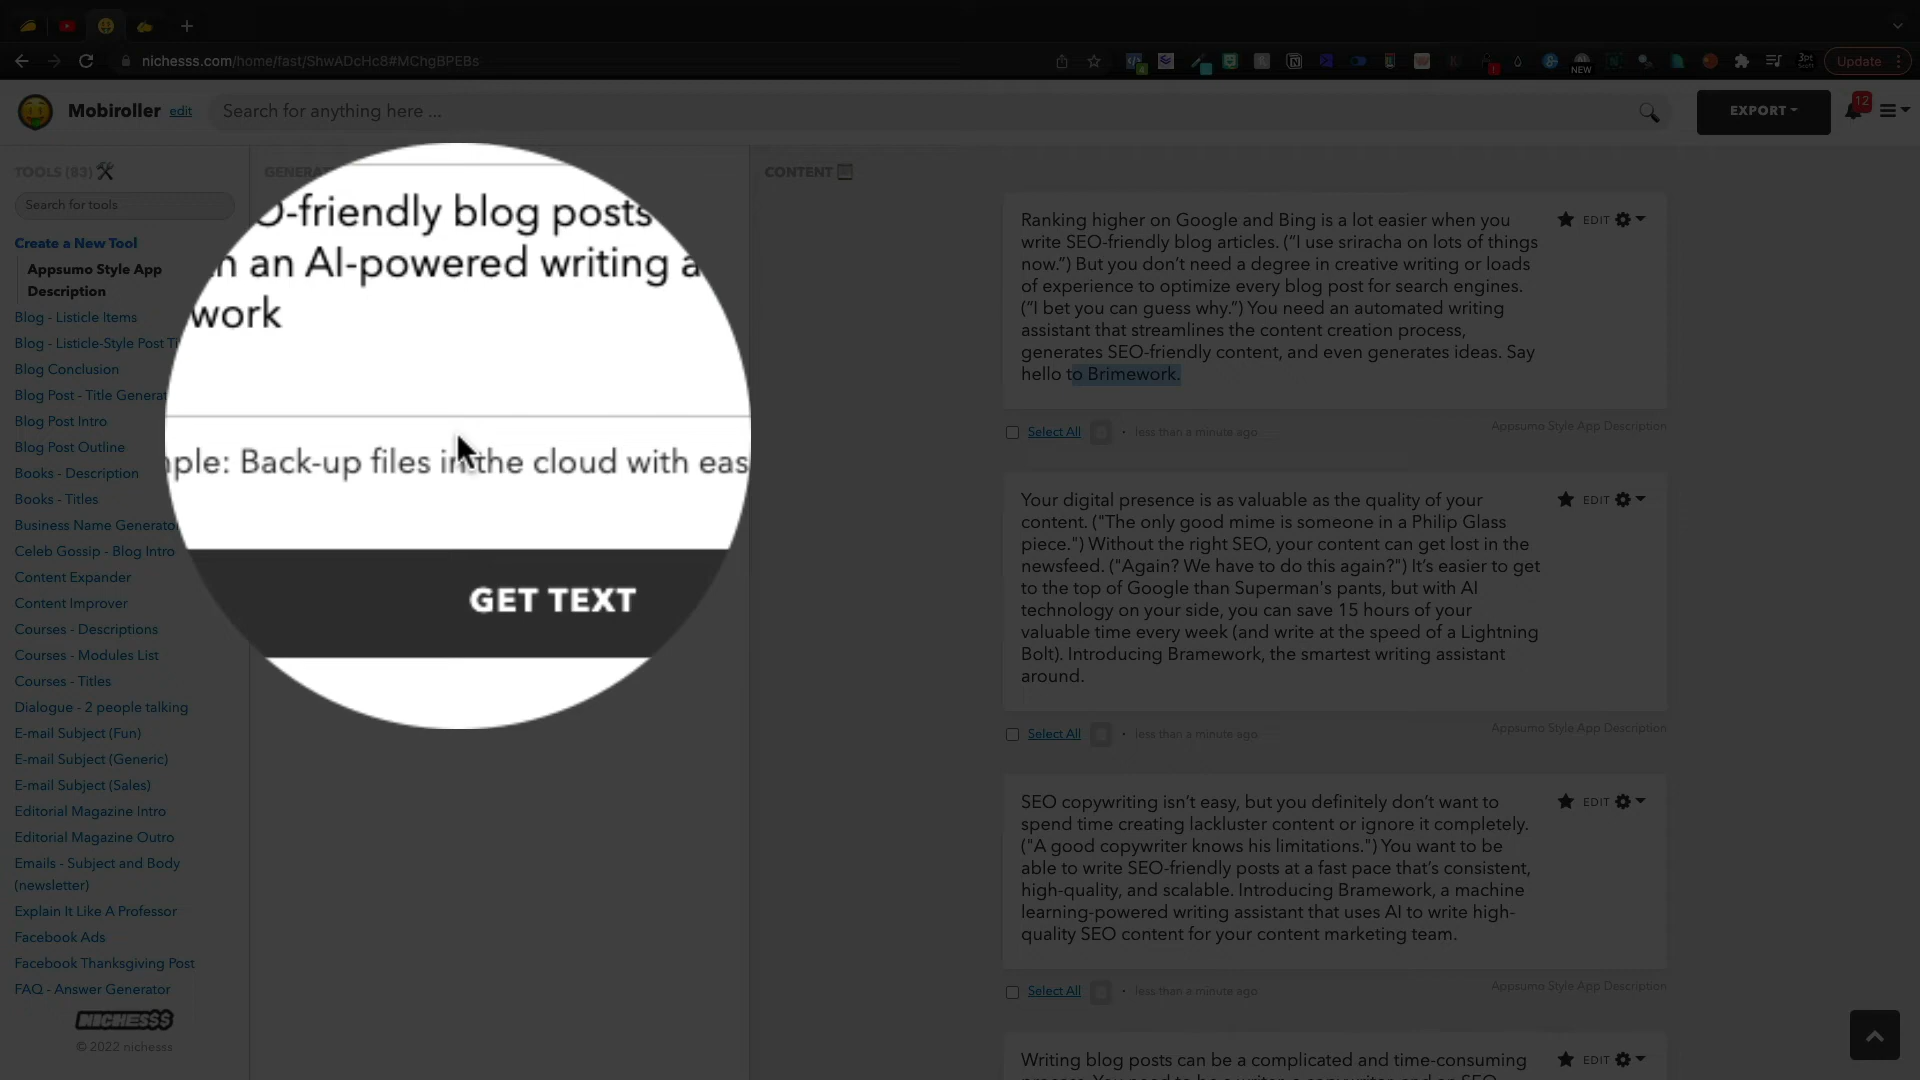 nichesss.com/home/fast/ShwADcHc8#MChgBPEBs
4
NEW
Update
Mobiroller edit
Search for anything here ...
EXPORT
12
TOOLS (83)
Search for tools
Create a New Tool
Appsumo Style App
Description
Blog - Listicle Items
Blog - Listicle-Style Post Ti
Blog Conclusion
Blog Post - Title Generat
Blog Post Intro
Blog Post Outline
Books - Description
Books - Titles
Business Name Generato
Celeb Gossip - Blog Intro
Content Expander
Content Improver
Courses - Descriptions
Courses - Modules List
Courses - Titles
Dialogue - 2 people talking
E-mail Subject (Fun)
E-mail Subject (Generic)
E-mail Subject (Sales)
Editorial Magazine Intro
Editorial Magazine Outro
Emails - Subject and Body
(newsletter)
Explain It Like A Professor
Facebook Ads
Facebook Thanksgiving Post
FAQ - Answer Generator
NICHESSS
© 2022 nichesss
GENERA
O-friendly blog posts
an AI-powered writing a
work
ple: Back-up files in the cloud with eas
GET TEXT
CONTENT
Ranking higher on Google and Bing is a lot easier when you
write SEO-friendly blog articles. (“I use sriracha on lots of things
now.”) But you don’t need a degree in creative writing or loads
of experience to optimize every blog post for search engines.
(“I bet you can guess why.”) You need an automated writing
assistant that streamlines the content creation process,
generates SEO-friendly content, and even generates ideas. Say
hello to Brimework.
EDIT
Select All • less than a minute ago
Appsumo Style App Description
Your digital presence is as valuable as the quality of your
content. ("The only good mime is someone in a Philip Glass
piece.") Without the right SEO, your content can get lost in the
newsfeed. ("Again? We have to do this again?") It’s easier to get
to the top of Google than Superman's pants, but with AI
technology on your side, you can save 15 hours of your
valuable time every week (and write at the speed of a Lightning
Bolt). Introducing Bramework, the smartest writing assistant
around.
EDIT
Select All • less than a minute ago
Appsumo Style App Description
SEO copywriting isn’t easy, but you definitely don’t want to
spend time creating lackluster content or ignore it completely.
("A good copywriter knows his limitations.") You want to be
able to write SEO-friendly posts at a fast pace that’s consistent,
high-quality, and scalable. Introducing Bramework, a machine
learning-powered writing assistant that uses AI to write high-
quality SEO content for your content marketing team.
EDIT
Select All • less than a minute ago
Appsumo Style App Description
Writing blog posts can be a complicated and time-consuming
EDIT